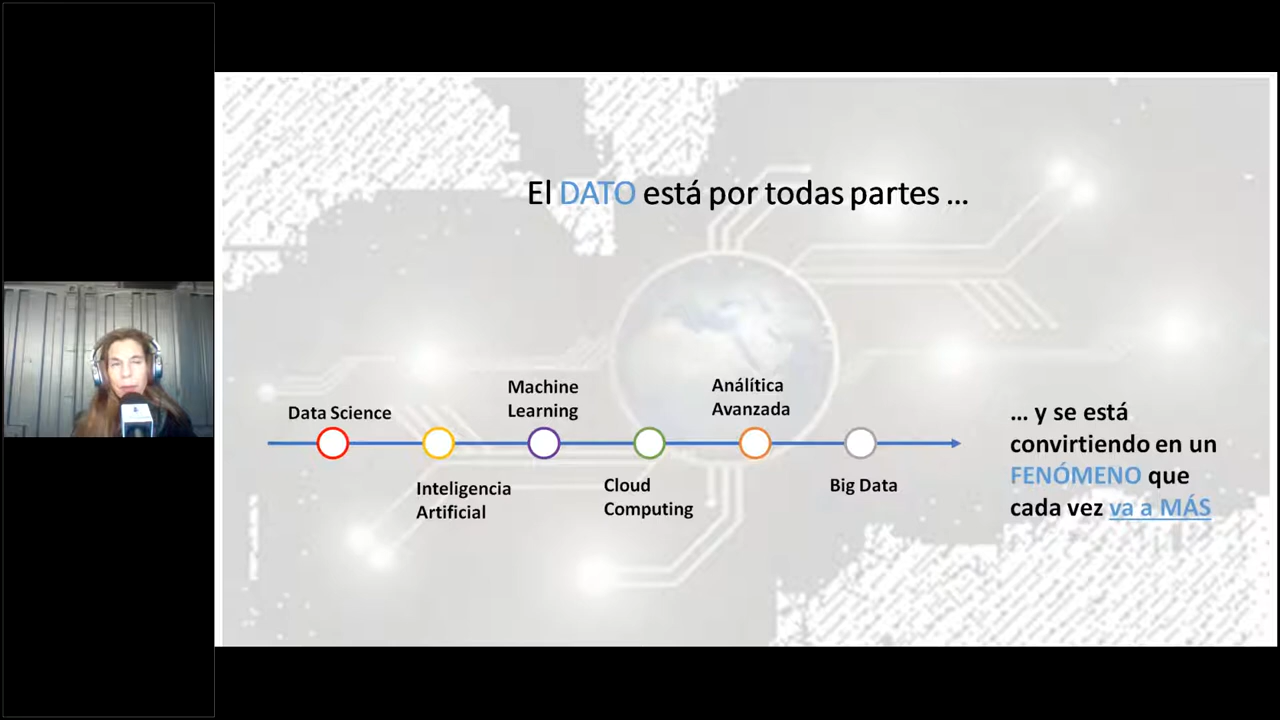 El DATO está por todas partes ...
Data Science
Inteligencia
Artificial
Machine
Learning
Cloud
Computing
Análítica
Avanzada
Big Data
... y se está
convirtiendo en un
FENÓMENO que
cada vez va a MÁS